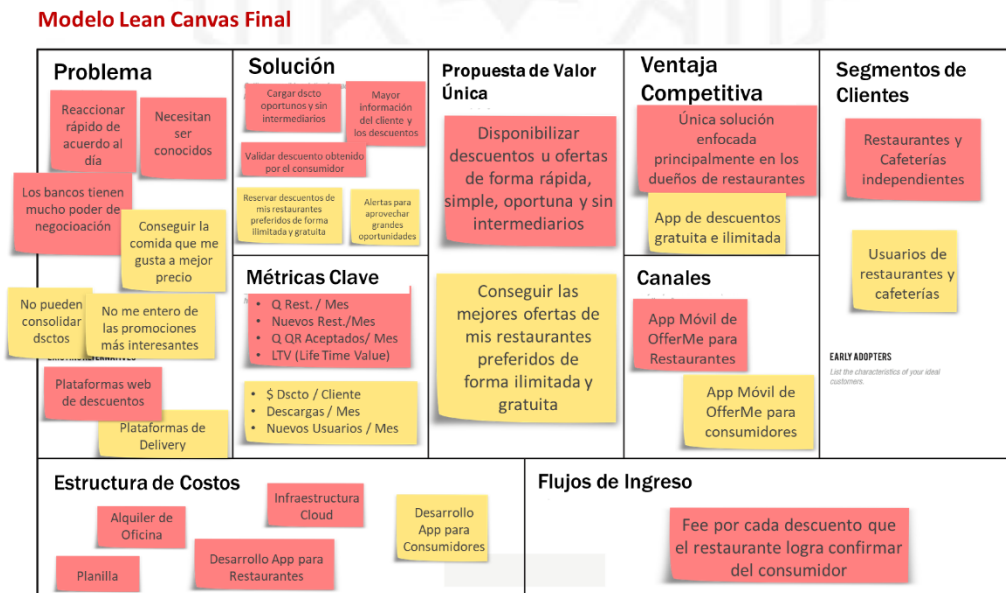 Modelo Lean Canvas Final
Problema
Reaccionar
rápido de
acuerdo al
día
Necesitan
ser
conocidos
Los bancos tienen
mucho poder de
negocioación
Conseguir la
comida que me
gusta a mejor
precio
No pueden
consolidar
dsctos
No me entero de
las promociones
más interesantes
Plataformas web
de descuentos
Plataformas de
Delivery
Solución
Cargar dscto
oportunos y sin
intermediarios
Mayor
información
del cliente y
los descuentos
Validar descuento obtenido
por el consumidor
Reservar descuentos de
mis restaurantes
preferidos de forma
ilimitada y gratuita
Alertas para
aprovechar
grandes
oportunidades
Métricas Clave
• Q Rest. / Mes
• Nuevos Rest./Mes
• Q QR Aceptados/ Mes
• LTV (Life Time Value)
• $ Dscto / Cliente
• Descargas / Mes
• Nuevos Usuarios / Mes
Propuesta de Valor
Única
Disponibilizar
descuentos u ofertas
de forma rápida,
simple, oportuna y sin
intermediarios
Conseguir las
mejores ofertas de
mis restaurantes
preferidos de
forma ilimitada y
gratuita
Ventaja
Competitiva
Única solución
enfocada
principalmente en los
dueños de restaurantes
App de descuentos
gratuita e ilimitada
Canales
App Móvil de
OfferMe para
Restaurantes
App Móvil de
OfferMe para
consumidores
Segmentos de
Clientes
Restaurantes y
Cafeterías
independientes
Usuarios de
restaurantes y
cafeterías
EARLY ADOPTERS
List the characteristics of your ideal
customers.
Estructura de Costos
Alquiler de
Oficina
Infraestructura
Cloud
Desarrollo
App para
Consumidores
Planilla
Desarrollo App para
Restaurantes
Flujos de Ingreso
Fee por cada descuento que
el restaurante logra confirmar
del consumidor